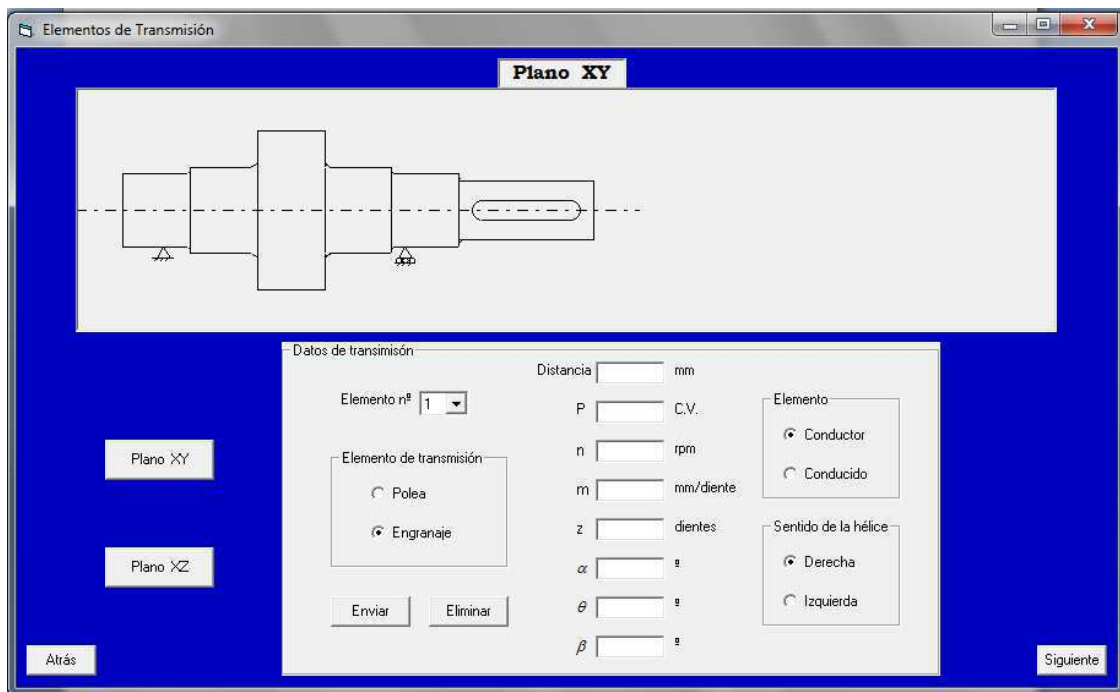 Elementos de Transmisión
Plano XY
Datos de transimisón
Distancia mm
Elemento nº 1
P C.V.
Elemento
Conductor
Conducido
n rpm
Elemento de transmisión
Polea
Engranaje
m mm/diente
z dientes
Sentido de la hélice
Derecha
Izquierda
α º
θ º
β º
Plano XY
Plano XZ
Enviar Eliminar
Atrás
Siguiente